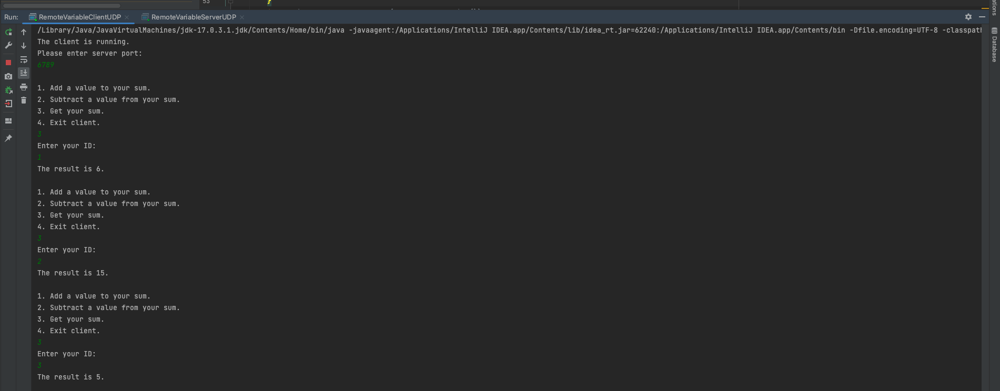 53
}
Run: RemoteVariableClientUDP × RemoteVariableServerUDP ×
/Library/Java/JavaVirtualMachines/jdk-17.0.3.1.jdk/Contents/Home/bin/java -javaagent:/Applications/IntelliJ IDEA.app/Contents/lib/idea_rt.jar=62240:/Applications/IntelliJ IDEA.app/Contents/bin -Dfile.encoding=UTF-8 -classpath
The client is running.
Please enter server port:
6789
1. Add a value to your sum.
2. Subtract a value from your sum.
3. Get your sum.
4. Exit client.
3
Enter your ID:
1
The result is 6.
1. Add a value to your sum.
2. Subtract a value from your sum.
3. Get your sum.
4. Exit client.
3
Enter your ID:
2
The result is 15.
1. Add a value to your sum.
2. Subtract a value from your sum.
3. Get your sum.
4. Exit client.
3
Enter your ID:
3
The result is 5.
Database